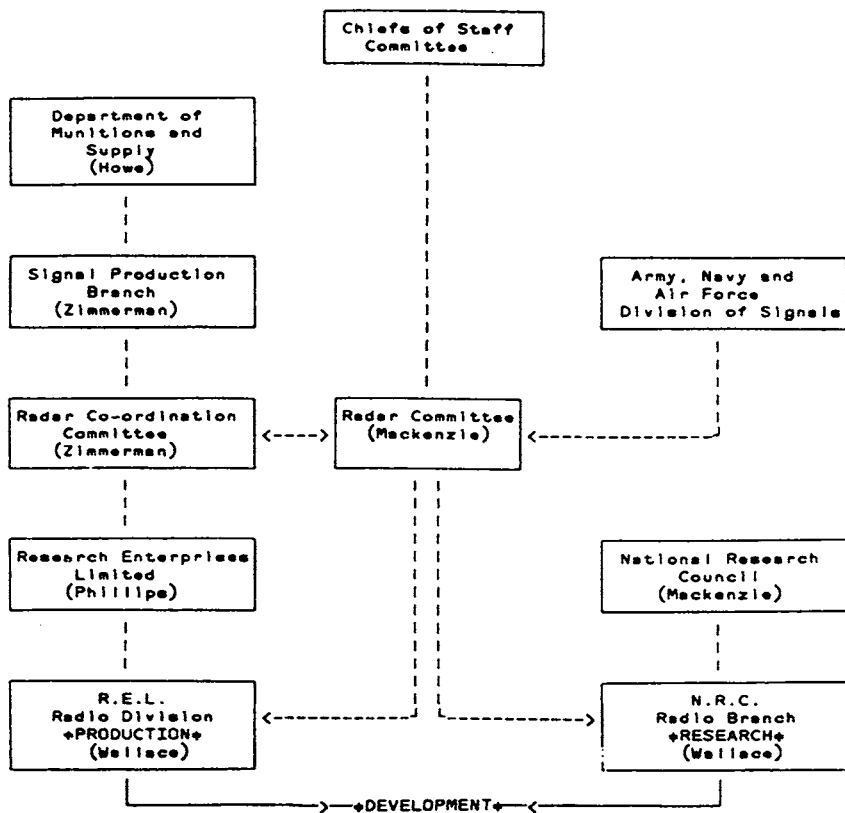 Chiefs of Staff
Committee
Department of
Munitions and
Supply
(Howe)
Signal Production
Branch
(Zimmerman)
Army, Navy and
Air Force
Division of Signals
Radar Co-ordination
Committee
(Zimmerman)
Radar Committee
(Mackenzie)
Research Enterprises
Limited
(Phillips)
National Research
Council
(Mackenzie)
R.E.L.
Radio Division
*PRODUCTION*
(Wallace)
N.R.C.
Radio Branch
*RESEARCH*
(Wallace)
*DEVELOPMENT*